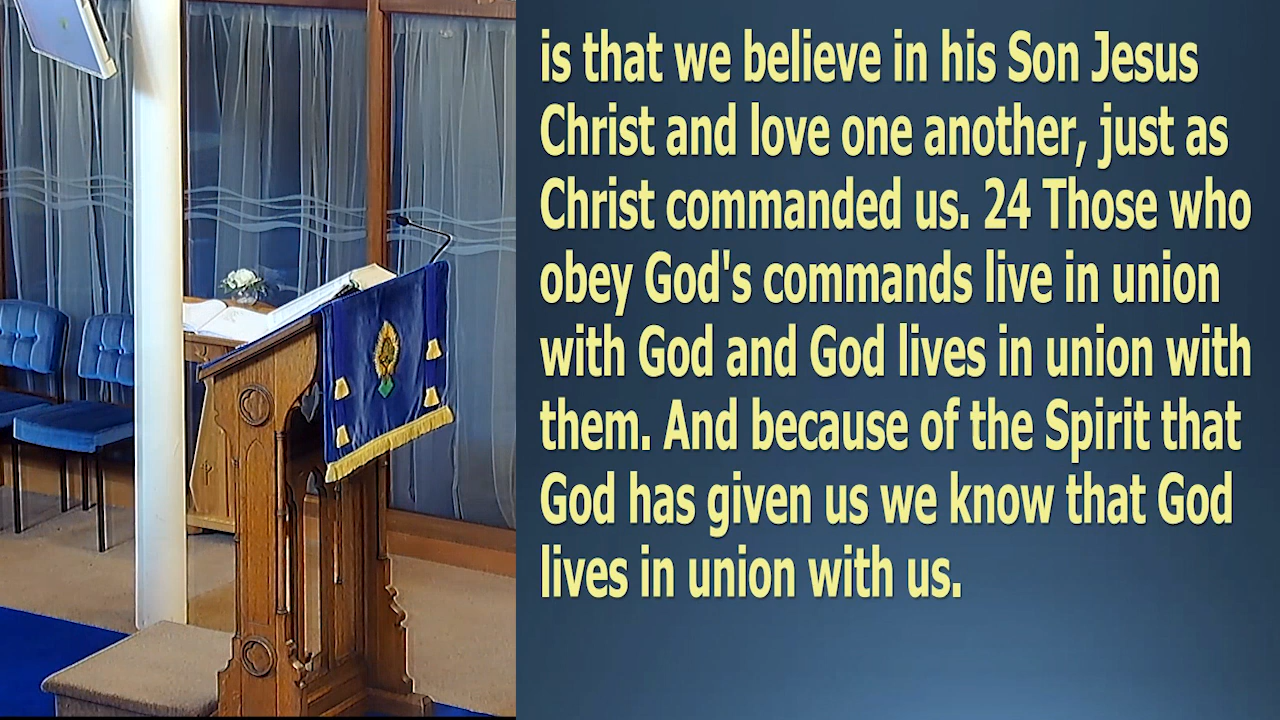 is that we believe in his Son Jesus
Christ and love one another, just as
Christ commanded us. 24 Those who
obey God's commands live in union
with God and God lives in union with
them. And because of the Spirit that
God has given us we know that God
lives in union with us.